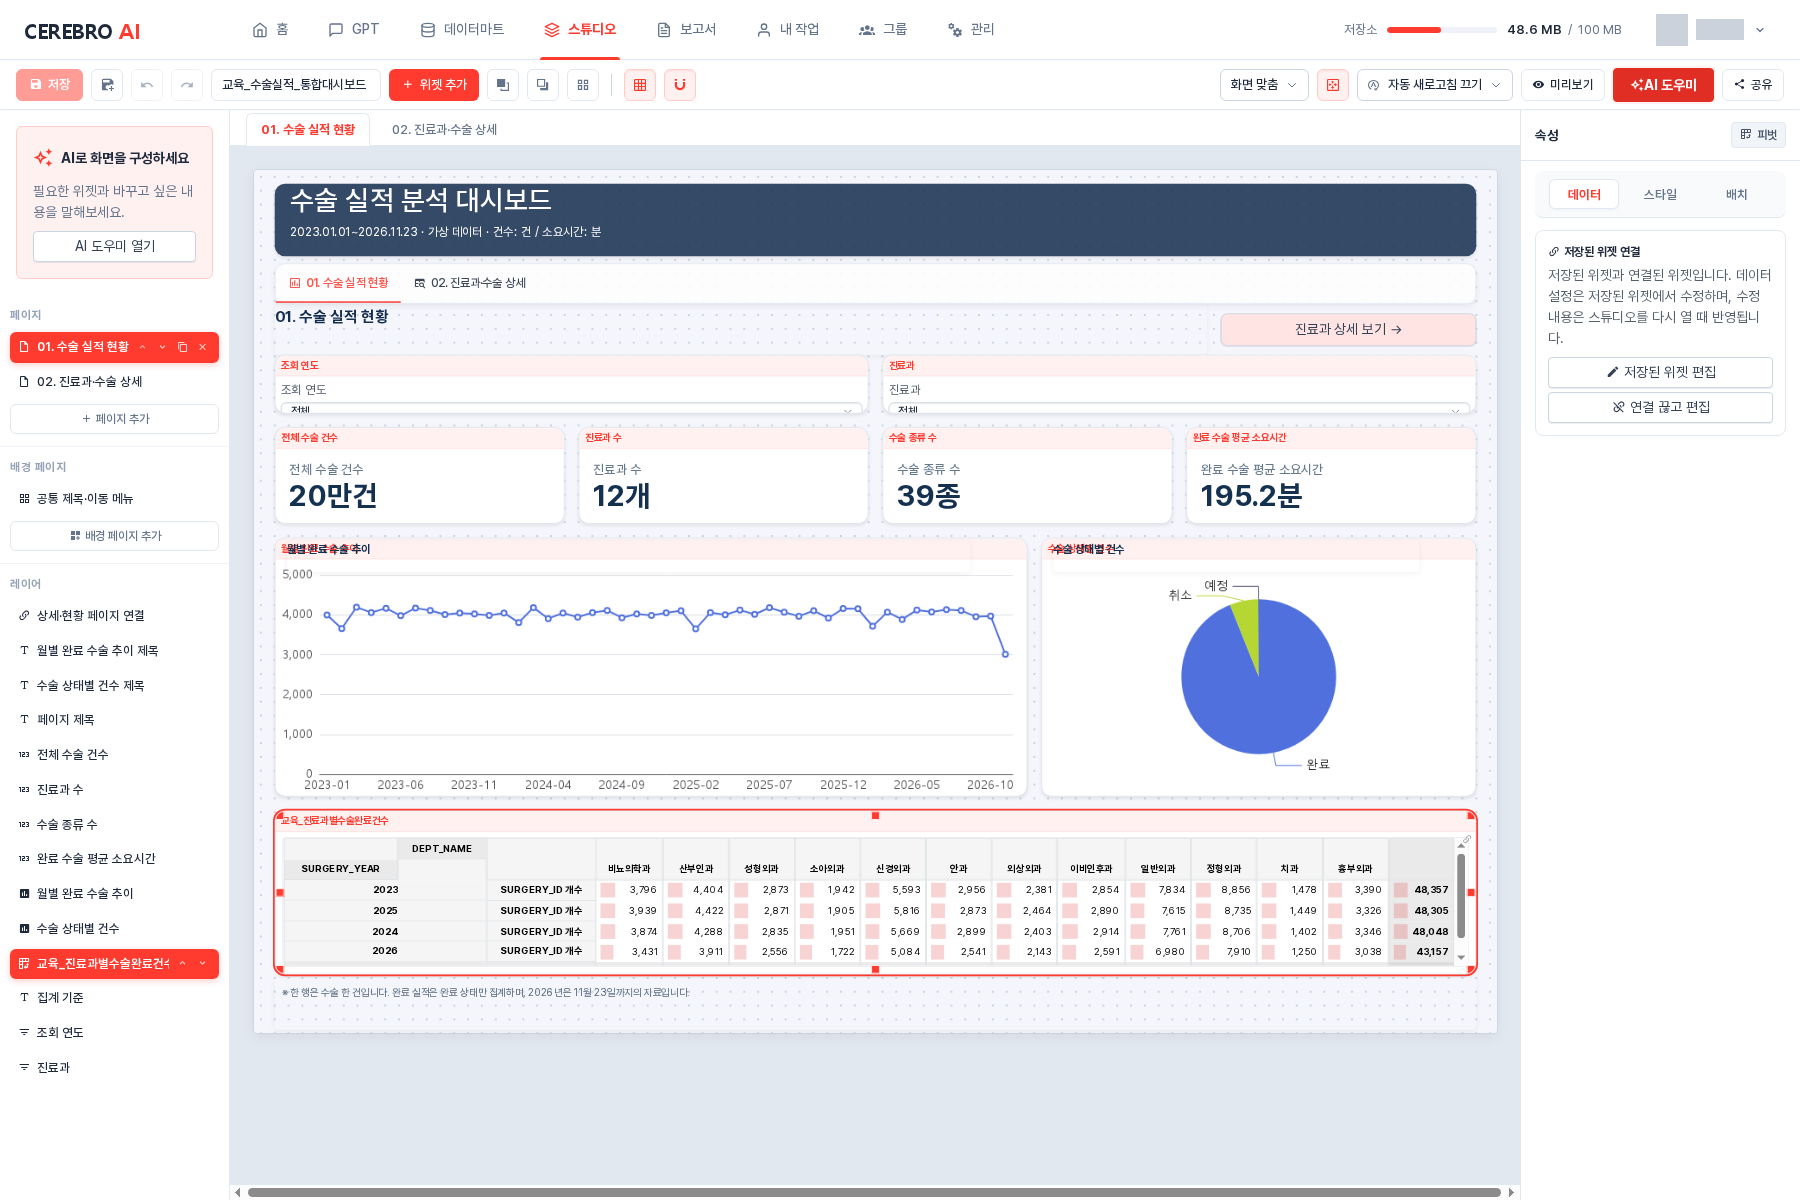 CEREBRO AI
홈
GPT
데이터마트
스튜디오
보고서
내 작업
그룹
관리
저장소
48.6 MB / 100 MB
저장
교육_수술실적_통합대시보드
위젯 추가
화면 맞춤
자동 새로고침 끄기
미리보기
AI 도우미
공유
AI로 화면을 구성하세요
필요한 위젯과 바꾸고 싶은 내
용을 말해보세요.
AI 도우미 열기
페이지
01. 수술 실적 현황
02. 진료과·수술 상세
+ 페이지 추가
배경 페이지
공통 제목·이동 메뉴
배경 페이지 추가
레이어
상세·현황 페이지 연결
월별 완료 수술 추이 제목
수술 상태별 건수 제목
페이지 제목
전체 수술 건수
진료과 수
수술 종류 수
완료 수술 평균 소요시간
월별 완료 수술 추이
수술 상태별 건수
교육_진료과별수술완료건수
집계 기준
조회 연도
진료과
01. 수술 실적 현황
02. 진료과·수술 상세
수술 실적 분석 대시보드
2023.01.01~2026.11.23 · 가상 데이터 · 건수: 건 / 소요시간: 분
01. 수술 실적 현황
02. 진료과·수술 상세
01. 수술 실적 현황
진료과 상세 보기 →
조회 연도
조회 연도
전체
진료과
진료과
전체
전체 수술 건수
전체 수술 건수
20만건
진료과 수
진료과 수
12개
수술 종류 수
수술 종류 수
39종
완료 수술 평균 소요시간
완료 수술 평균 소요시간
195.2분
월별 완료 수술 추이
5,000
4,000
3,000
2,000
1,000
0
2023-01 2023-06 2023-11 2024-04 2024-09 2025-02 2025-07 2025-12 2026-05 2026-10
수술 상태별 건수
예정
취소
완료
교육_진료과별수술완료건수
DEPT_NAME
SURGERY_YEAR 비뇨의학과 산부인과 성형외과 소아외과 신경외과 안과 외상외과 이비인후과 일반외과 정형외과 치과 흉부외과
2023 SURGERY_ID 개수 3,796 4,404 2,873 1,942 5,593 2,956 2,381 2,854 7,834 8,856 1,478 3,390 48,357
2025 SURGERY_ID 개수 3,939 4,422 2,871 1,905 5,816 2,873 2,464 2,890 7,615 8,735 1,449 3,326 48,305
2024 SURGERY_ID 개수 3,874 4,288 2,835 1,951 5,669 2,899 2,403 2,914 7,761 8,706 1,402 3,346 48,048
2026 SURGERY_ID 개수 3,431 3,911 2,556 1,722 5,084 2,541 2,143 2,591 6,980 7,910 1,250 3,038 43,157
※ 한 행은 수술 한 건입니다. 완료 실적은 완료 상태만 집계하며, 2026년은 11월 23일까지의 자료입니다.
속성
피벗
데이터
스타일
배치
저장된 위젯 연결
저장된 위젯과 연결된 위젯입니다. 데이터
설정은 저장된 위젯에서 수정하며, 수정
내용은 스튜디오를 다시 열 때 반영됩니
다.
저장된 위젯 편집
연결 끊고 편집